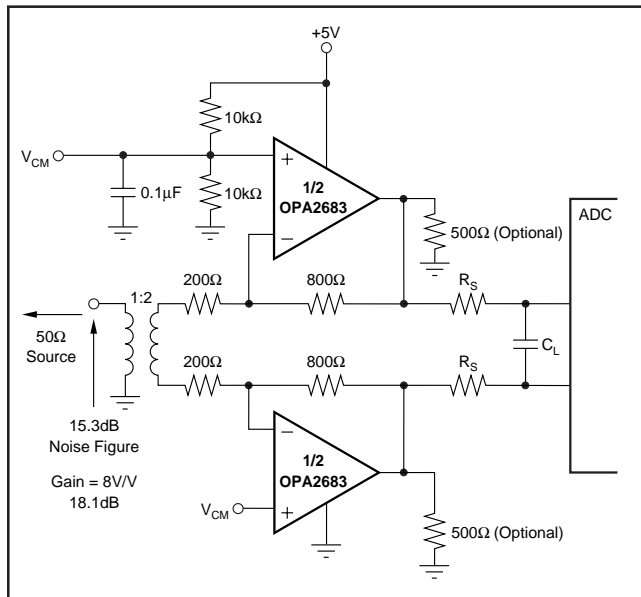 +5V
10kΩ
V_CM
0.1µF
10kΩ
+
1/2
OPA2683
−
500Ω (Optional)
ADC
1:2
200Ω
800Ω
R_S
50Ω
Source
C_L
200Ω
800Ω
R_S
15.3dB
Noise Figure
Gain = 8V/V
18.1dB
−
1/2
OPA2683
V_CM
+
500Ω (Optional)